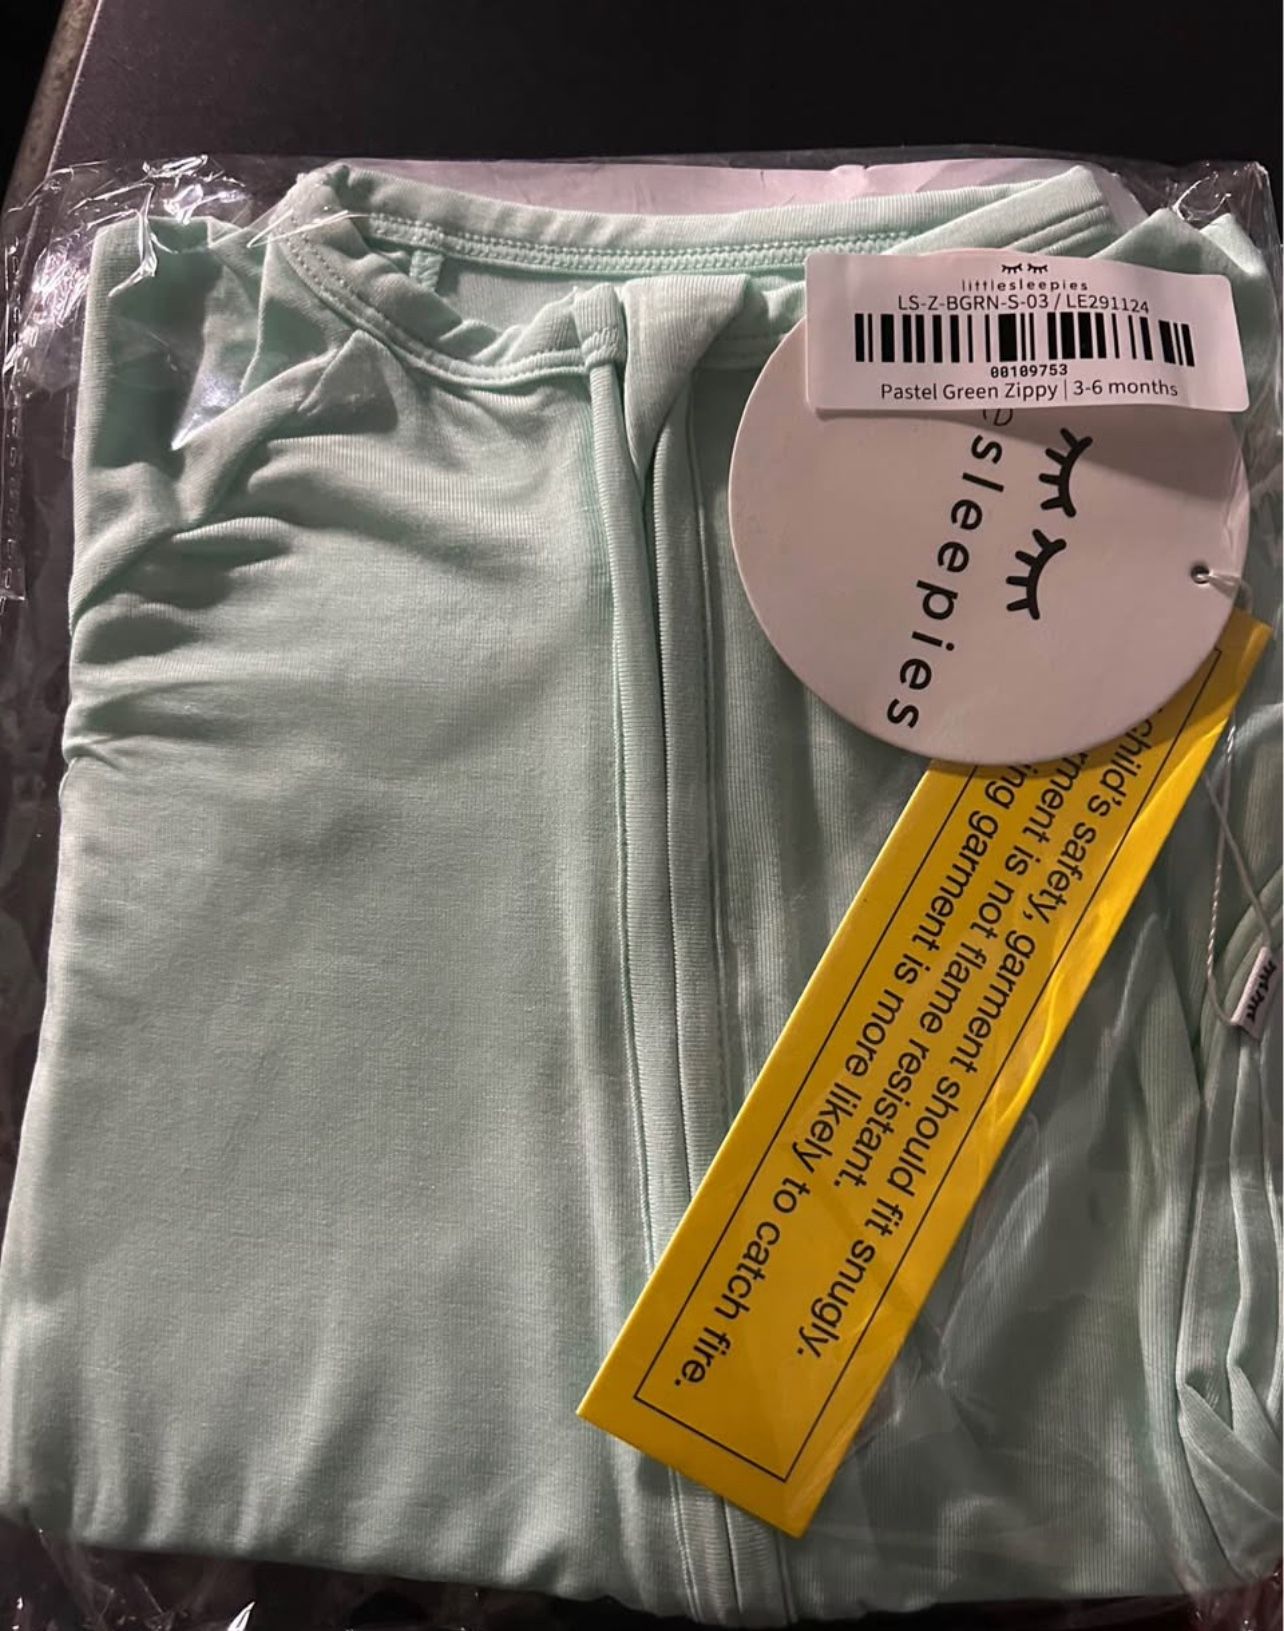 littlesleepies
LS-Z-BGRN-S-03 / LE291124
00109753
Pastel Green Zippy | 3-6 months
sleepies
child's safety, garment should fit snugly.
is not flame resistant.
garment is more likely to catch fire.